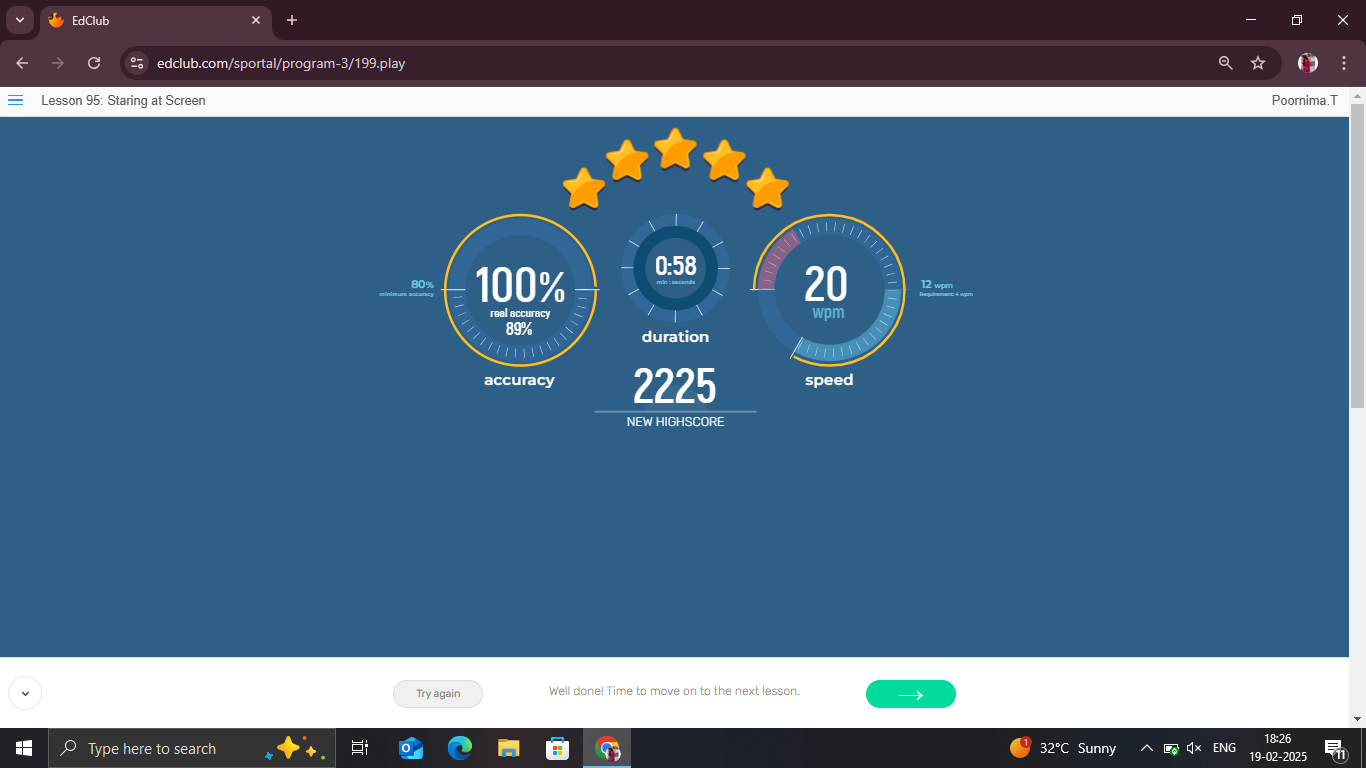 EdClub
edclub.com/sportal/program-3/199.play
Lesson 95: Staring at Screen
Poornima.T
80%
minimum accuracy
100%
real accuracy
89%
accuracy
0:58
min : seconds
duration
2225
NEW HIGHSCORE
20
wpm
speed
12 wpm
Requirement: 4 wpm
Try again
Well done! Time to move on to the next lesson.
Type here to search
1
32°C Sunny
ENG
18:26
19-02-2025
11